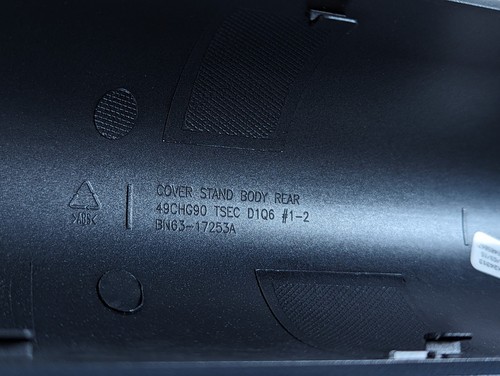 >ABS<
COVER STAND BODY REAR
49CHG90 TSEC D1Q6 #1-2
BN63-17253A